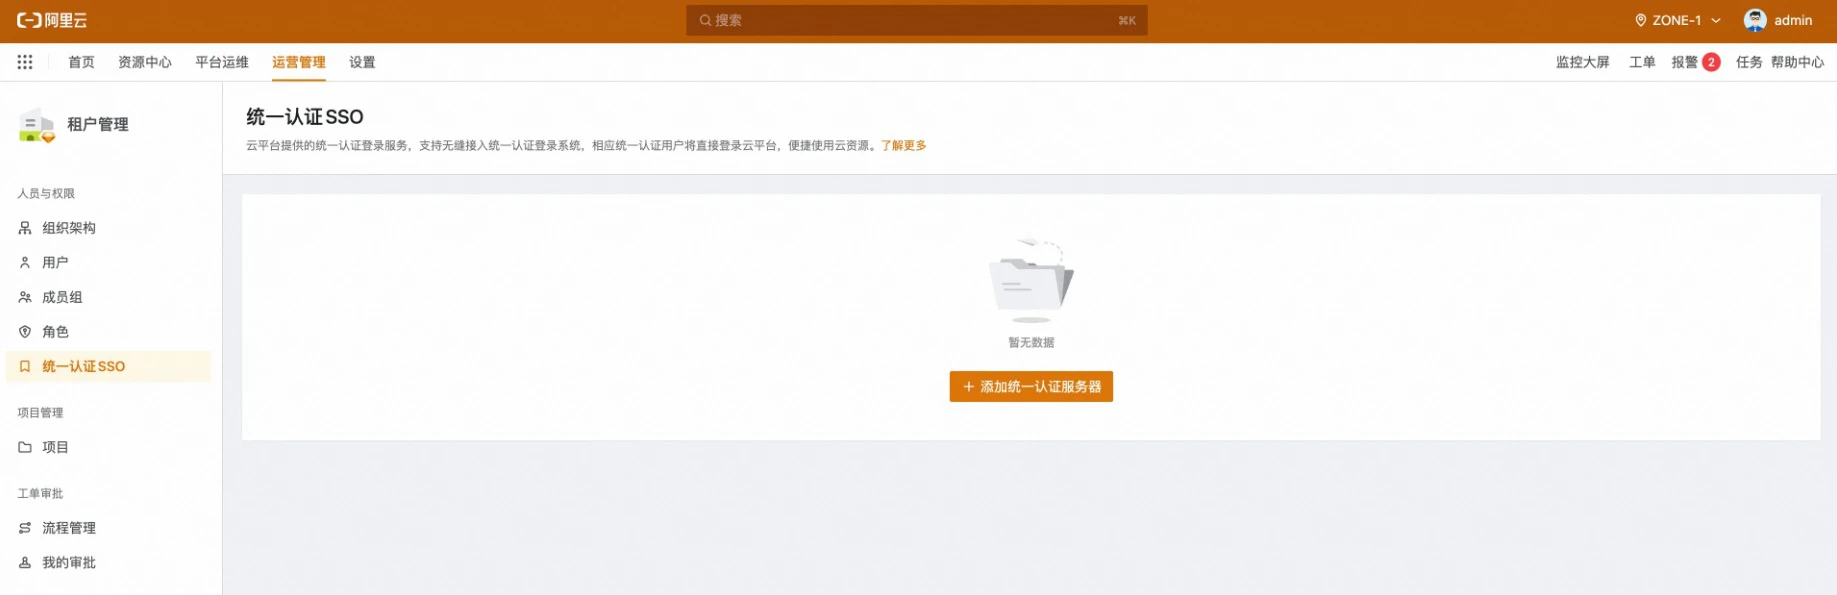 阿里云
搜索
⌘K
ZONE-1
admin
首页 资源中心 平台运维 运营管理 设置
监控大屏 工单 报警 2 任务 帮助中心
租户管理
人员与权限
组织架构
用户
成员组
角色
统一认证SSO
项目管理
项目
工单审批
流程管理
我的审批
统一认证SSO
云平台提供的统一认证登录服务，支持无缝接入统一认证登录系统，相应统一认证用户将直接登录云平台，便捷使用云资源。了解更多
暂无数据
+ 添加统一认证服务器